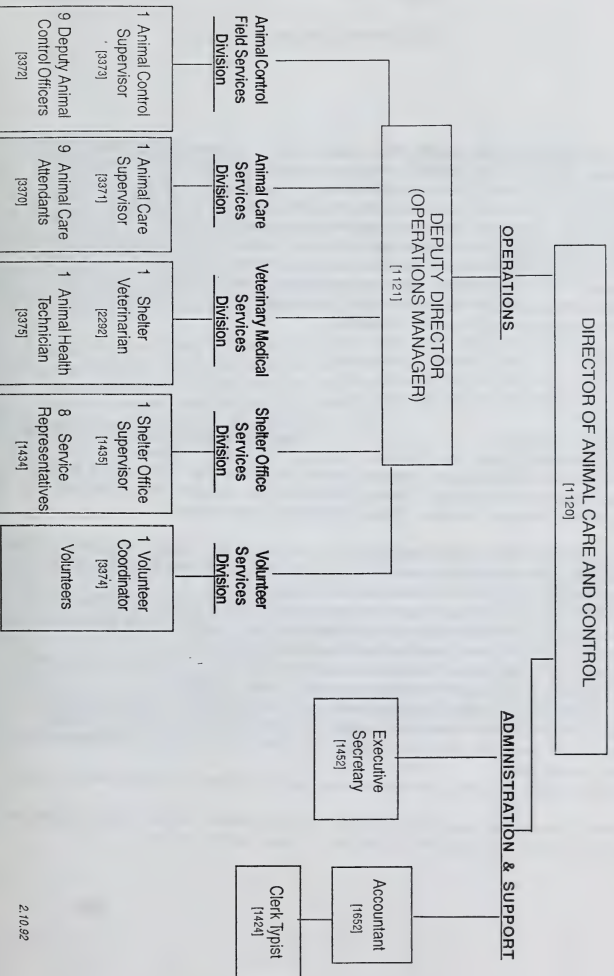 DIRECTOR OF ANIMAL CARE AND CONTROL
[1120]
OPERATIONS
ADMINISTRATION & SUPPORT
DEPUTY DIRECTOR
(OPERATIONS MANAGER)
[1121]
Executive
Secretary
[1452]
Accountant
[1652]
Clerk Typist
[1424]
Animal Control
Field Services
Division
1 Animal Control
Supervisor
[3373]
9 Deputy Animal
Control Officers
[3372]
Animal Care
Services
Division
1 Animal Care
Supervisor
[3371]
9 Animal Care
Attendants
[3370]
Veterinary Medical
Services
Division
1 Shelter
Veterinarian
[2292]
1 Animal Health
Technician
[3375]
Shelter Office
Services
Division
1 Shelter Office
Supervisor
[1435]
8 Service
Representatives
[1434]
Volunteer
Services
Division
1 Volunteer
Coordinator
[3374]
Volunteers
2.10.92